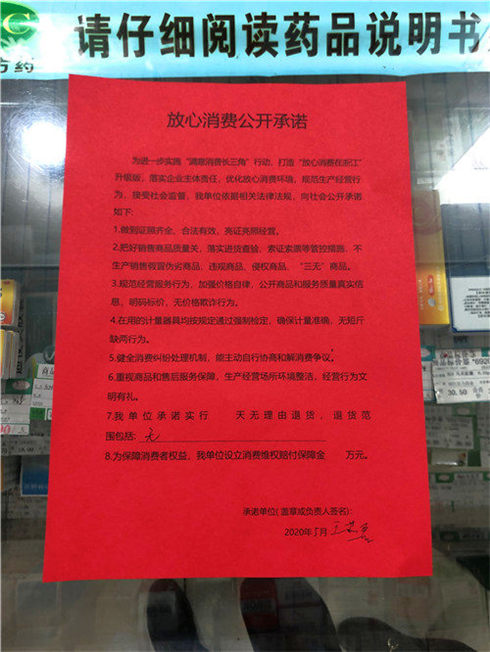 请仔细阅读药品说明书
方药
放心消费公开承诺
为进一步实施“满意消费长三角”行动，打造“放心消费在浙江”
升级版，落实企业主体责任，优化放心消费环境，规范生产经营行
为，接受社会监督，我单位依据相关法律法规，向社会公开承诺
如下:
1.做到证照齐全、合法有效，亮证亮照经营。
2.把好销售商品质量关，落实进货查验、索证索票等管控措施，不
生产销售假冒伪劣商品、违规商品、侵权商品、“三无”商品。
3.规范经营服务行为，加强价格自律，公开商品和服务质量真实信
息，明码标价，无价格欺诈行为。
4.在用的计量器具均按规定通过强制检定，确保计量准确，无短斤
缺两行为。
5.健全消费纠纷处理机制，能主动自行协商和解消费争议。
6.重视商品和售后服务保障，生产经营场所环境整洁，经营行为文
明有礼。
7.我单位承诺实行 天无理由退货，退货范
围包括: 无
8.为保障消费者权益，我单位设立消费维权赔付保障金 万元。
承诺单位(盖章或负责人签名):
2020年5月
30.50